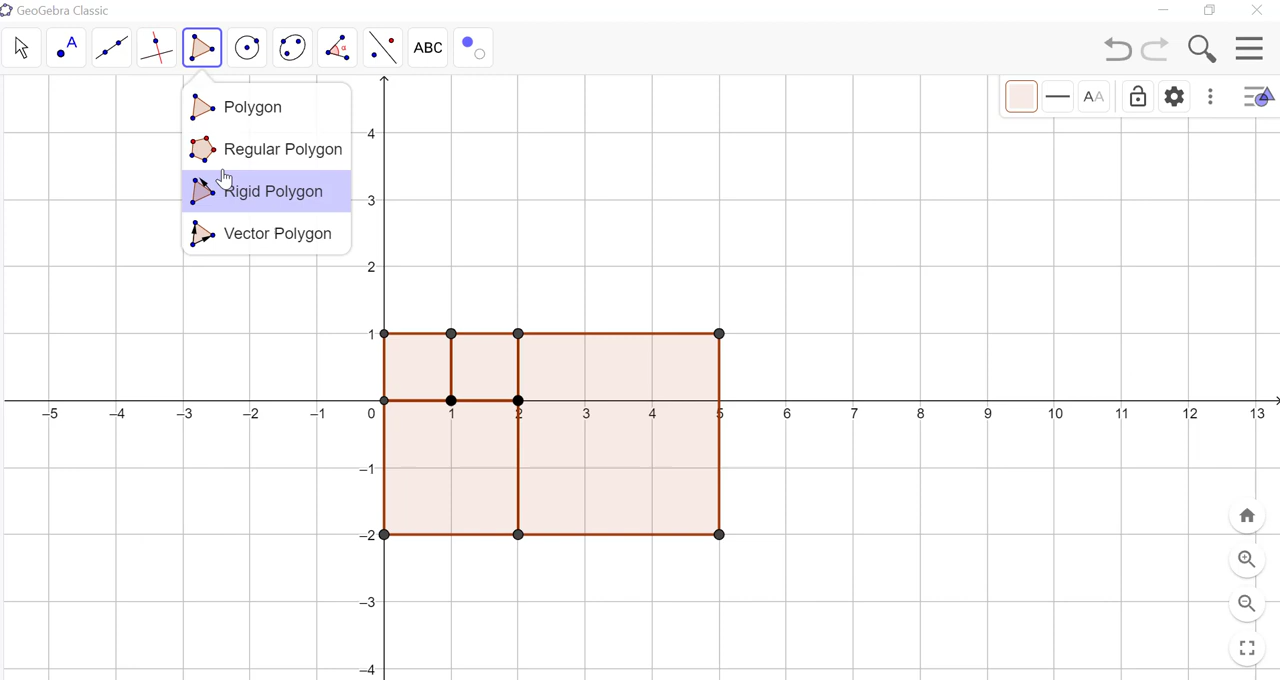 GeoGebra Classic
A
α
ABC
Polygon
Regular Polygon
Rigid Polygon
Vector Polygon
AA
4
3
2
1
–5 –4 –3 –2 –1 0 1 2 3 4 5 6 7 8 9 10 11 12 13
–1
–2
–3
–4